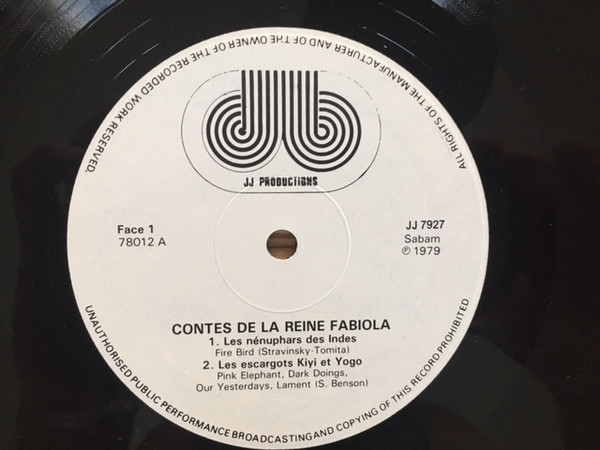 ALL RIGHTS OF THE MANUFACTURER AND OF THE OWNER OF THE RECORDED WORK RESERVED.
JJ PRODUCTIONS
Face 1
78012 A
JJ 7927
Sabam
℗ 1979
CONTES DE LA REINE FABIOLA
1. Les nénuphars des Indes
Fire Bird (Stravinsky-Tomita)
2. Les escargots Kiyi et Yogo
Pink Elephant, Dark Doings,
Our Yesterdays, Lament (S. Benson)
UNAUTHORISED PUBLIC PERFORMANCE BROADCASTING AND COPYING OF THIS RECORD PROHIBITED